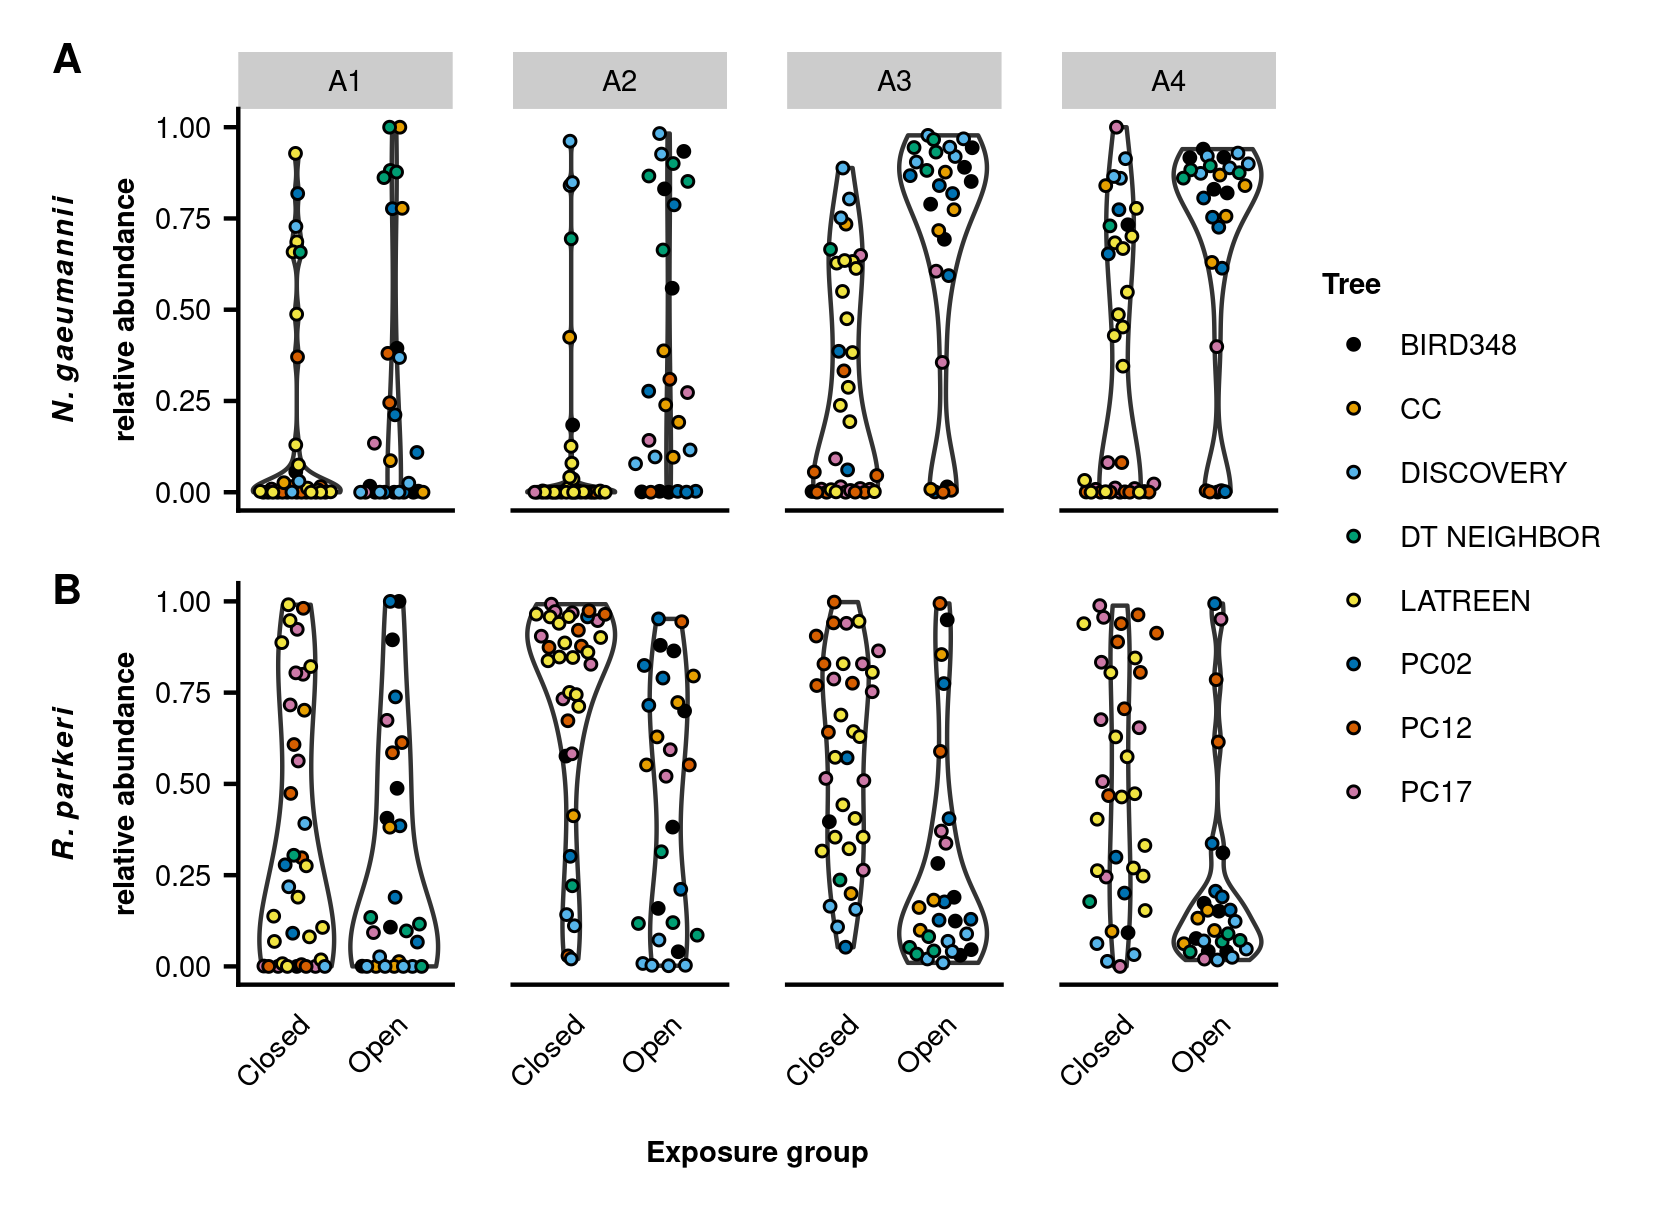 A
A1
A2
A3
A4
N. gaeumannii
relative abundance
1.00
0.75
0.50
0.25
0.00
B
R. parkeri
relative abundance
1.00
0.75
0.50
0.25
0.00
Closed
Open
Closed
Open
Closed
Open
Closed
Open
Exposure group
Tree
BIRD348
CC
DISCOVERY
DT NEIGHBOR
LATREEN
PC02
PC12
PC17